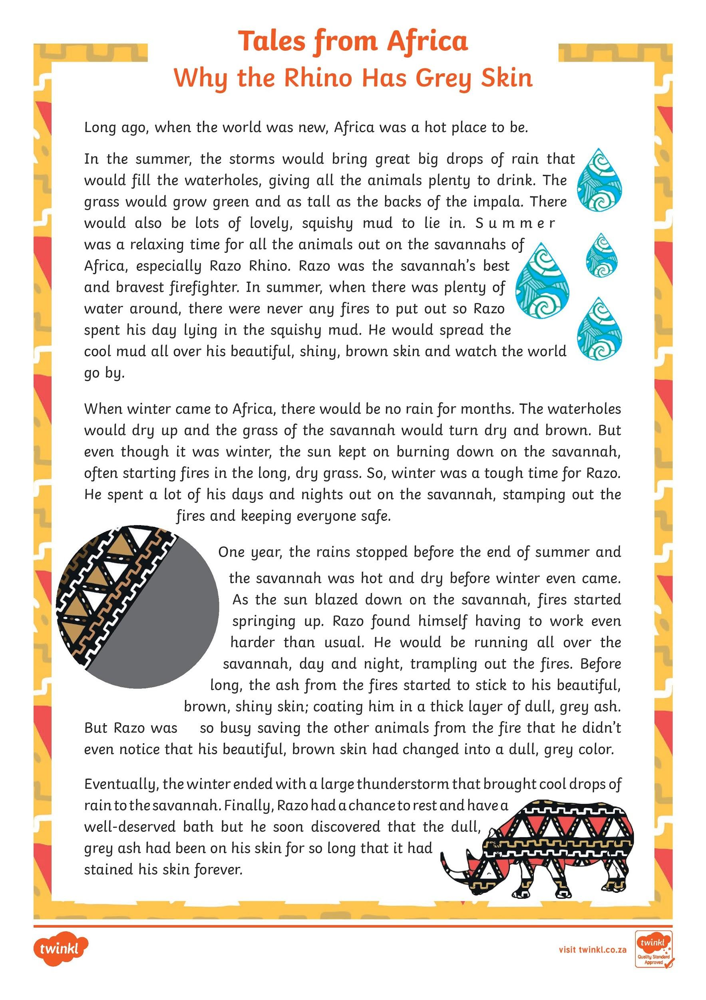 Tales from Africa
Why the Rhino Has Grey Skin
Long ago, when the world was new, Africa was a hot place to be.
In the summer, the storms would bring great big drops of rain that
would fill the waterholes, giving all the animals plenty to drink. The
grass would grow green and as tall as the backs of the impala. There
would also be lots of lovely, squishy mud to lie in. Summer
was a relaxing time for all the animals out on the savannahs of
Africa, especially Razo Rhino. Razo was the savannah's best
and bravest firefighter. In summer, when there was plenty of
water around, there were never any fires to put out so Razo
spent his day lying in the squishy mud. He would spread the
cool mud all over his beautiful, shiny, brown skin and watch the world
go by.
When winter came to Africa, there would be no rain for months. The waterholes
would dry up and the grass of the savannah would turn dry and brown. But
even though it was winter, the sun kept on burning down on the savannah,
often starting fires in the long, dry grass. So, winter was a tough time for Razo.
He spent a lot of his days and nights out on the savannah, stamping out the
fires and keeping everyone safe.
One year, the rains stopped before the end of summer and
the savannah was hot and dry before winter even came.
As the sun blazed down on the savannah, fires started
springing up. Razo found himself having to work even
harder than usual. He would be running all over the
savannah, day and night, trampling out the fires. Before
long, the ash from the fires started to stick to his beautiful,
brown, shiny skin; coating him in a thick layer of dull, grey ash.
But Razo was so busy saving the other animals from the fire that he didn't
even notice that his beautiful, brown skin had changed into a dull, grey color.
Eventually, the winter ended with a large thunderstorm that brought cool drops of
rain to the savannah. Finally, Razo had a chance to rest and have a
well-deserved bath but he soon discovered that the dull,
grey ash had been on his skin for so long that it had
stained his skin forever.
twinkl
visit twinkl.co.za
twinkl
Quality Standard
Approved